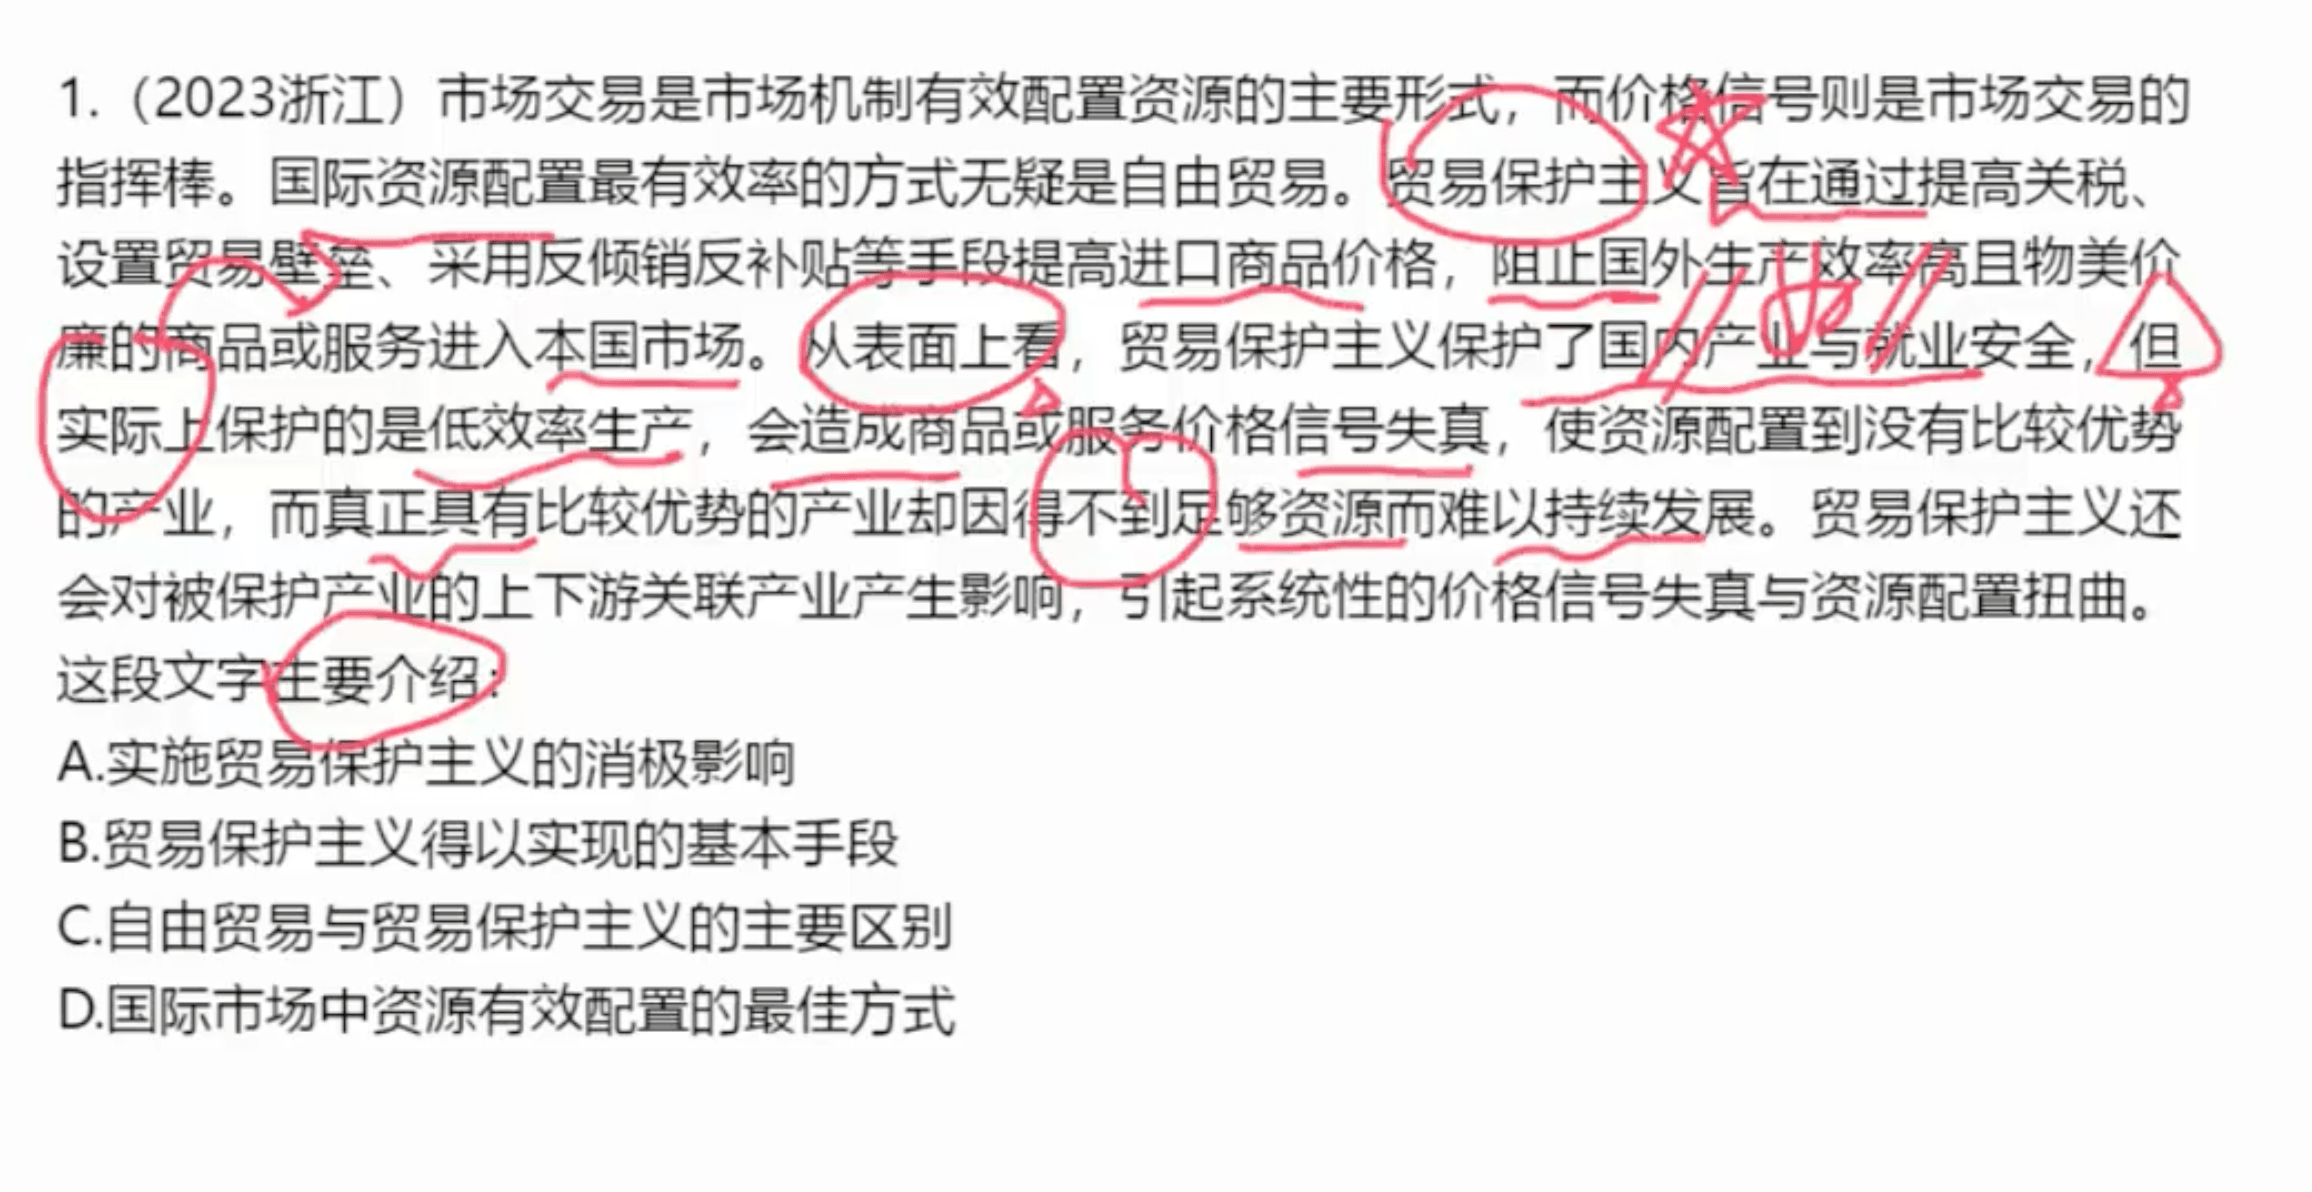 1.（2023浙江）市场交易是市场机制有效配置资源的主要形式，而价格信号则是市场交易的
指挥棒。国际资源配置最有效率的方式无疑是自由贸易。贸易保护主义皆在通过提高关税、
设置贸易壁垒、采用反倾销反补贴等手段提高进口商品价格，阻止国外生产效率高且物美价
廉的商品或服务进入本国市场。从表面上看，贸易保护主义保护了国内产业与就业安全，但
实际上保护的是低效率生产，会造成商品或服务价格信号失真，使资源配置到没有比较优势
的产业，而真正具有比较优势的产业却因得不到足够资源而难以持续发展。贸易保护主义还
会对被保护产业的上下游关联产业产生影响，引起系统性的价格信号失真与资源配置扭曲。
这段文字主要介绍：
A.实施贸易保护主义的消极影响
B.贸易保护主义得以实现的基本手段
C.自由贸易与贸易保护主义的主要区别
D.国际市场中资源有效配置的最佳方式